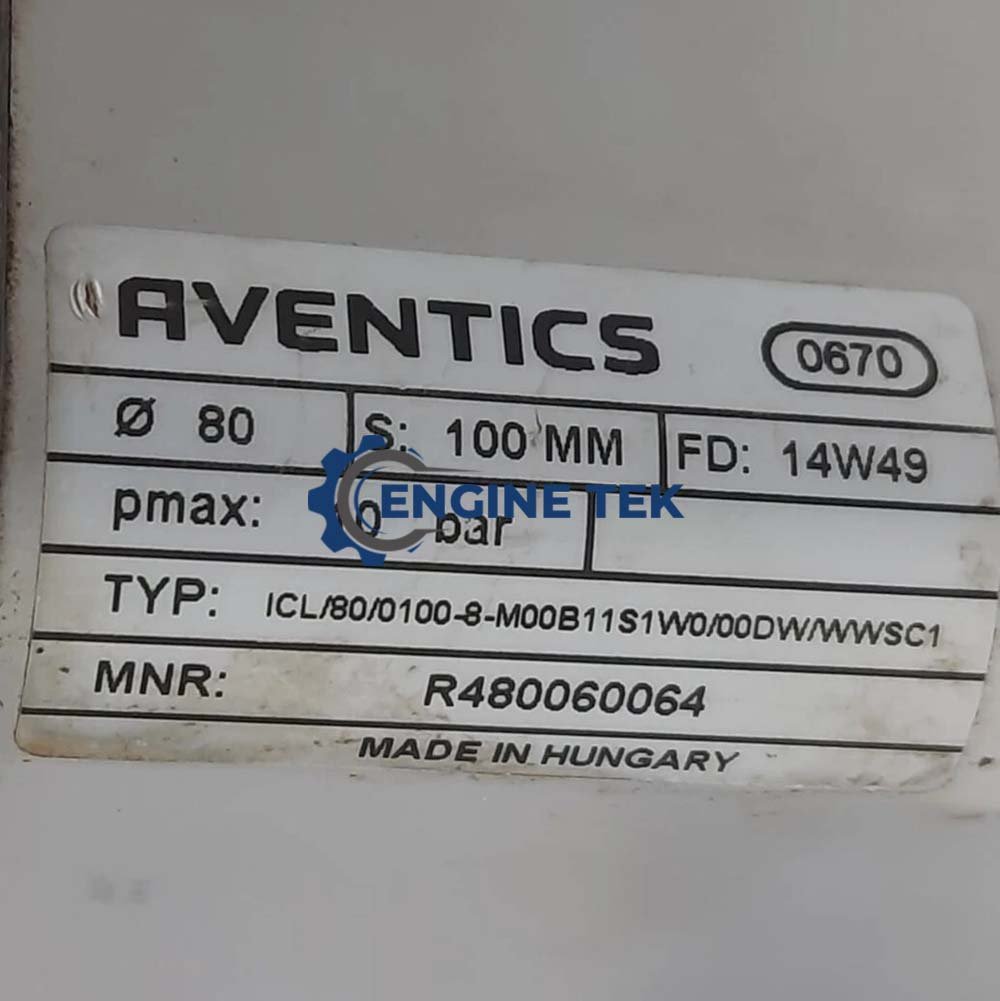 AVENTICS 0670
Ø 80 S: 100 MM FD: 14W49
ENGINE TEK
pmax: bar
TYP: ICL/80/0100-8-M00B11S1W0/00DW/WWSC1
MNR: R480060064
MADE IN HUNGARY